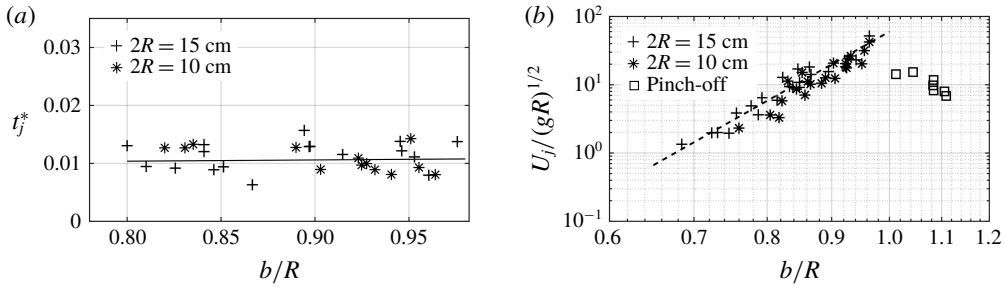 (a)
0.03
0.02
0.01
0
t_j^*
+ 2R = 15 cm
* 2R = 10 cm
0.80 0.85 0.90 0.95
b/R
(b)
10^2
10^1
10^0
10^{-1}
U_j/(gR)^{1/2}
+ 2R = 15 cm
* 2R = 10 cm
□ Pinch-off
0.6 0.7 0.8 0.9 1.0 1.1 1.2
b/R